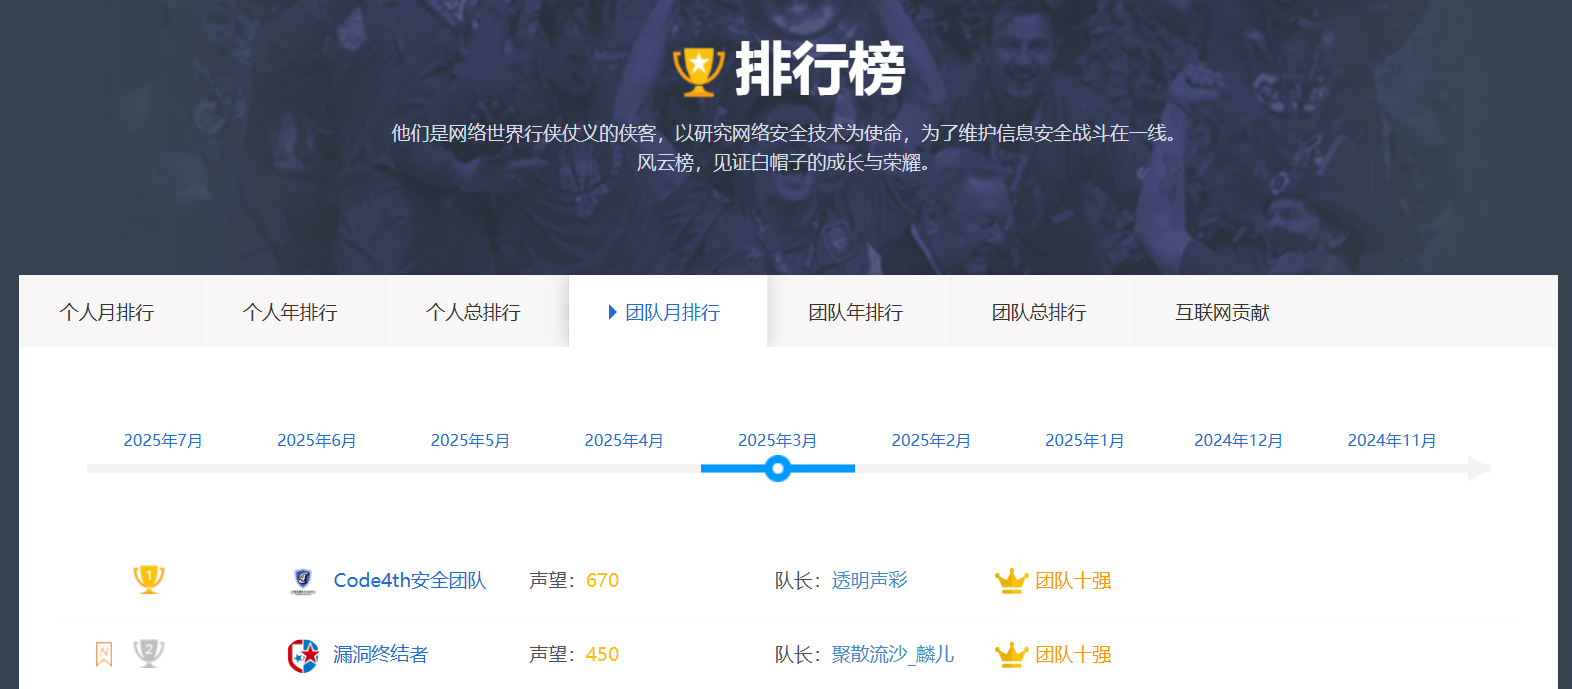 排行榜
他们是网络世界行侠仗义的侠客，以研究网络安全技术为使命，为了维护信息安全战斗在一线。
风云榜，见证白帽子的成长与荣耀。
个人月排行 个人年排行 个人总排行 团队月排行 团队年排行 团队总排行 互联网贡献
2025年7月 2025年6月 2025年5月 2025年4月 2025年3月 2025年2月 2025年1月 2024年12月 2024年11月
1 Code4th安全团队 声望：670 队长：透明声彩 团队十强
N 2 漏洞终结者 声望：450 队长：聚散流沙_麟儿 团队十强